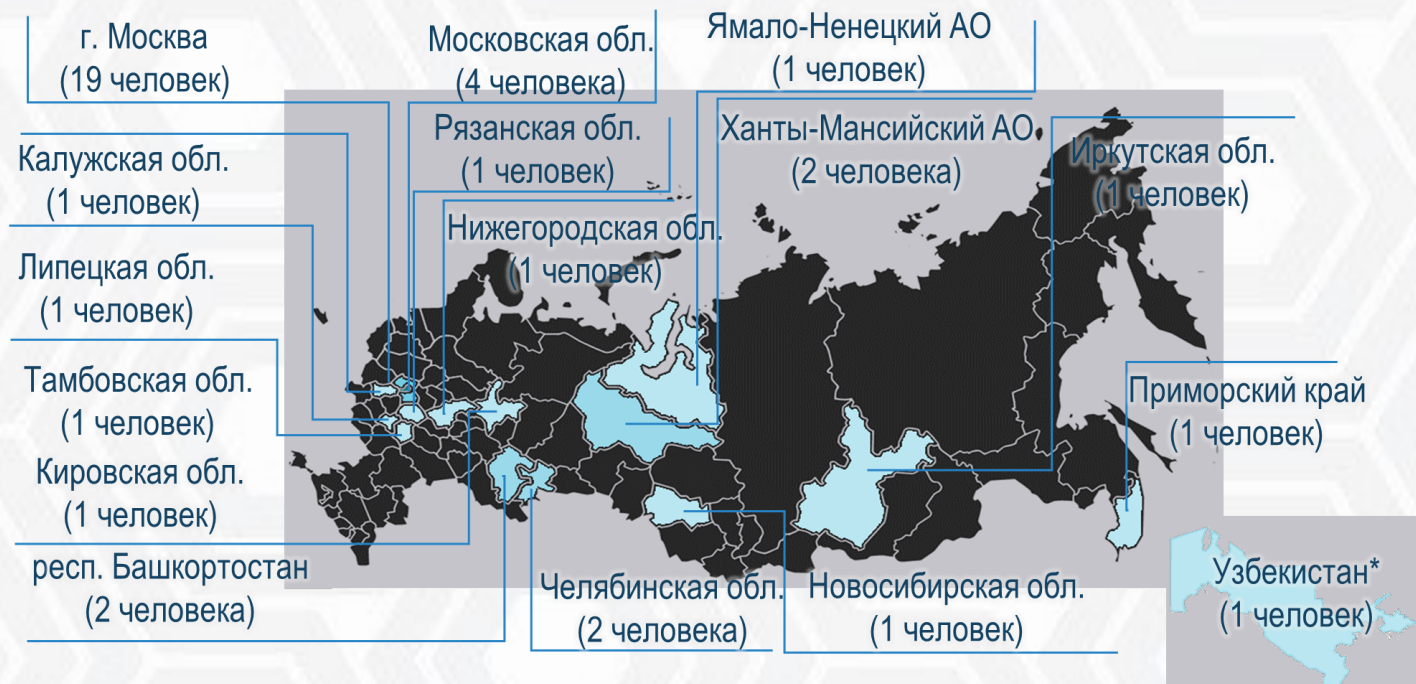 г. Москва
(19 человек)
Московская обл.
(4 человека)
Ямало-Ненецкий АО
(1 человек)
Рязанская обл.
(1 человек)
Ханты-Мансийский АО
(2 человека)
Иркутская обл.
(1 человек)
Калужская обл.
(1 человек)
Нижегородская обл.
(1 человек)
Липецкая обл.
(1 человек)
Тамбовская обл.
(1 человек)
Приморский край
(1 человек)
Кировская обл.
(1 человек)
респ. Башкортостан
(2 человека)
Челябинская обл.
(2 человека)
Новосибирская обл.
(1 человек)
Узбекистан*
(1 человек)